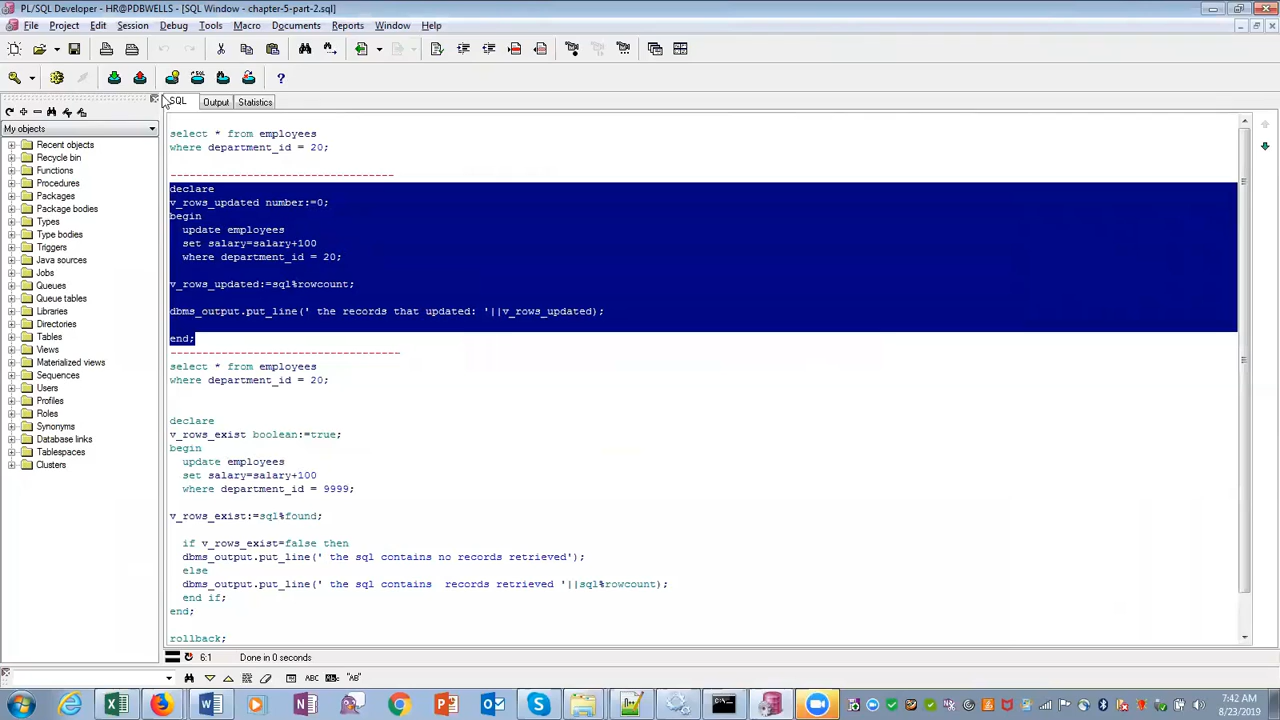 PL/SQL Developer - HR@PDBWELLS - [SQL Window - chapter-5-part-2.sql]
File Project Edit Session Debug Tools Macro Documents Reports Window Help
SQL Output Statistics
My objects
Recent objects
Recycle bin
Functions
Procedures
Packages
Package bodies
Types
Type bodies
Triggers
Java sources
Jobs
Queues
Queue tables
Libraries
Directories
Tables
Views
Materialized views
Sequences
Users
Profiles
Roles
Synonyms
Database links
Tablespaces
Clusters
select * from employees
where department_id = 20;
-----------------------------------
declare
v_rows_updated number:=0;
begin
update employees
set salary=salary+100
where department_id = 20;
v_rows_updated:=sql%rowcount;
dbms_output.put_line(' the records that updated: '||v_rows_updated);
end;
------------------------------------
select * from employees
where department_id = 20;
declare
v_rows_exist boolean:=true;
begin
update employees
set salary=salary+100
where department_id = 9999;
v_rows_exist:=sql%found;
if v_rows_exist=false then
dbms_output.put_line(' the sql contains no records retrieved');
else
dbms_output.put_line(' the sql contains  records retrieved '||sql%rowcount);
end if;
end;
rollback;
6:1 Done in 0 seconds
ABC "AB"
7:42 AM
8/23/2019